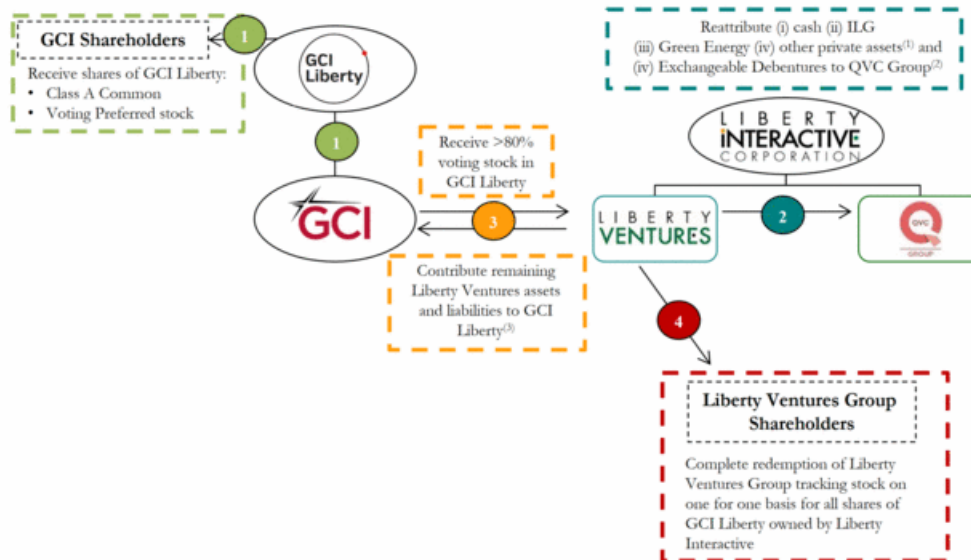 GCI Shareholders
Receive shares of GCI Liberty:
• Class A Common
• Voting Preferred stock
1
GCI
Liberty
1
GCI
Receive >80%
voting stock in
GCI Liberty
3
Contribute remaining
Liberty Ventures assets
and liabilities to GCI
Liberty(3)
Reattribute (i) cash (ii) ILG
(iii) Green Energy (iv) other private assets(1) and
(iv) Exchangeable Debentures to QVC Group(2)
LIBERTY
iNTERACTIVE
CORPORATION
LIBERTY
VENTURES
2
QVC
GROUP
4
Liberty Ventures Group
Shareholders
Complete redemption of Liberty
Ventures Group tracking stock on
one for one basis for all shares of
GCI Liberty owned by Liberty
Interactive